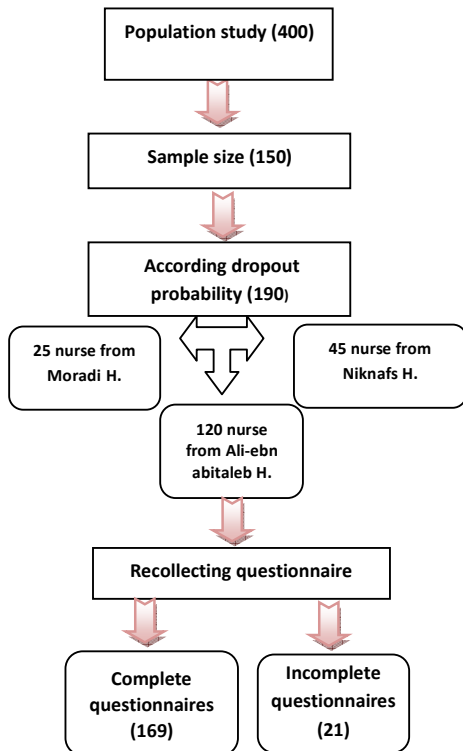 Population study (400)
Sample size (150)
According dropout
probability (190)
25 nurse from
Moradi H.
45 nurse from
Niknafs H.
120 nurse
from Ali-ebn
abitaleb H.
Recollecting questionnaire
Complete
questionnaires
(169)
Incomplete
questionnaires
(21)